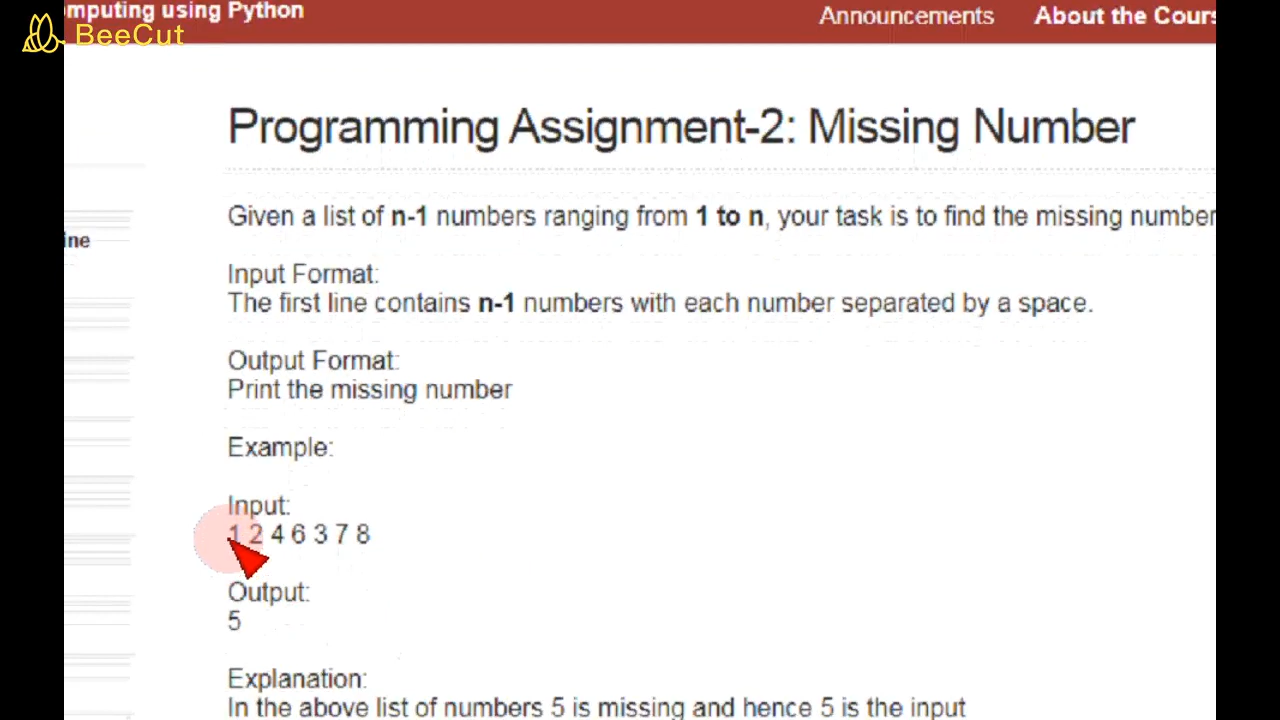 omputing using Python
Announcements About the Cours
BeeCut
Programming Assignment-2: Missing Number
Given a list of n-1 numbers ranging from 1 to n, your task is to find the missing number
ine
Input Format:
The first line contains n-1 numbers with each number separated by a space.
Output Format:
Print the missing number
Example:
Input:
1 2 4 6 3 7 8
Output:
5
Explanation:
In the above list of numbers 5 is missing and hence 5 is the input